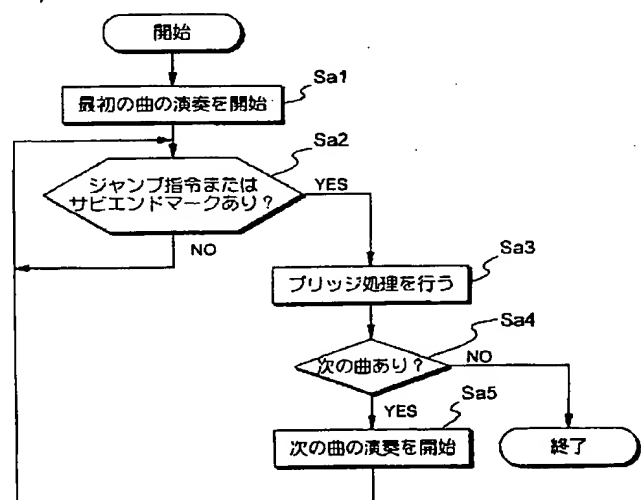 開始
Sa1
最初の曲の演奏を開始
Sa2
ジャンプ指令または
サビエンドマークあり？
YES
NO
Sa3
ブリッジ処理を行う
Sa4
次の曲あり？
NO
YES
Sa5
次の曲の演奏を開始
終了